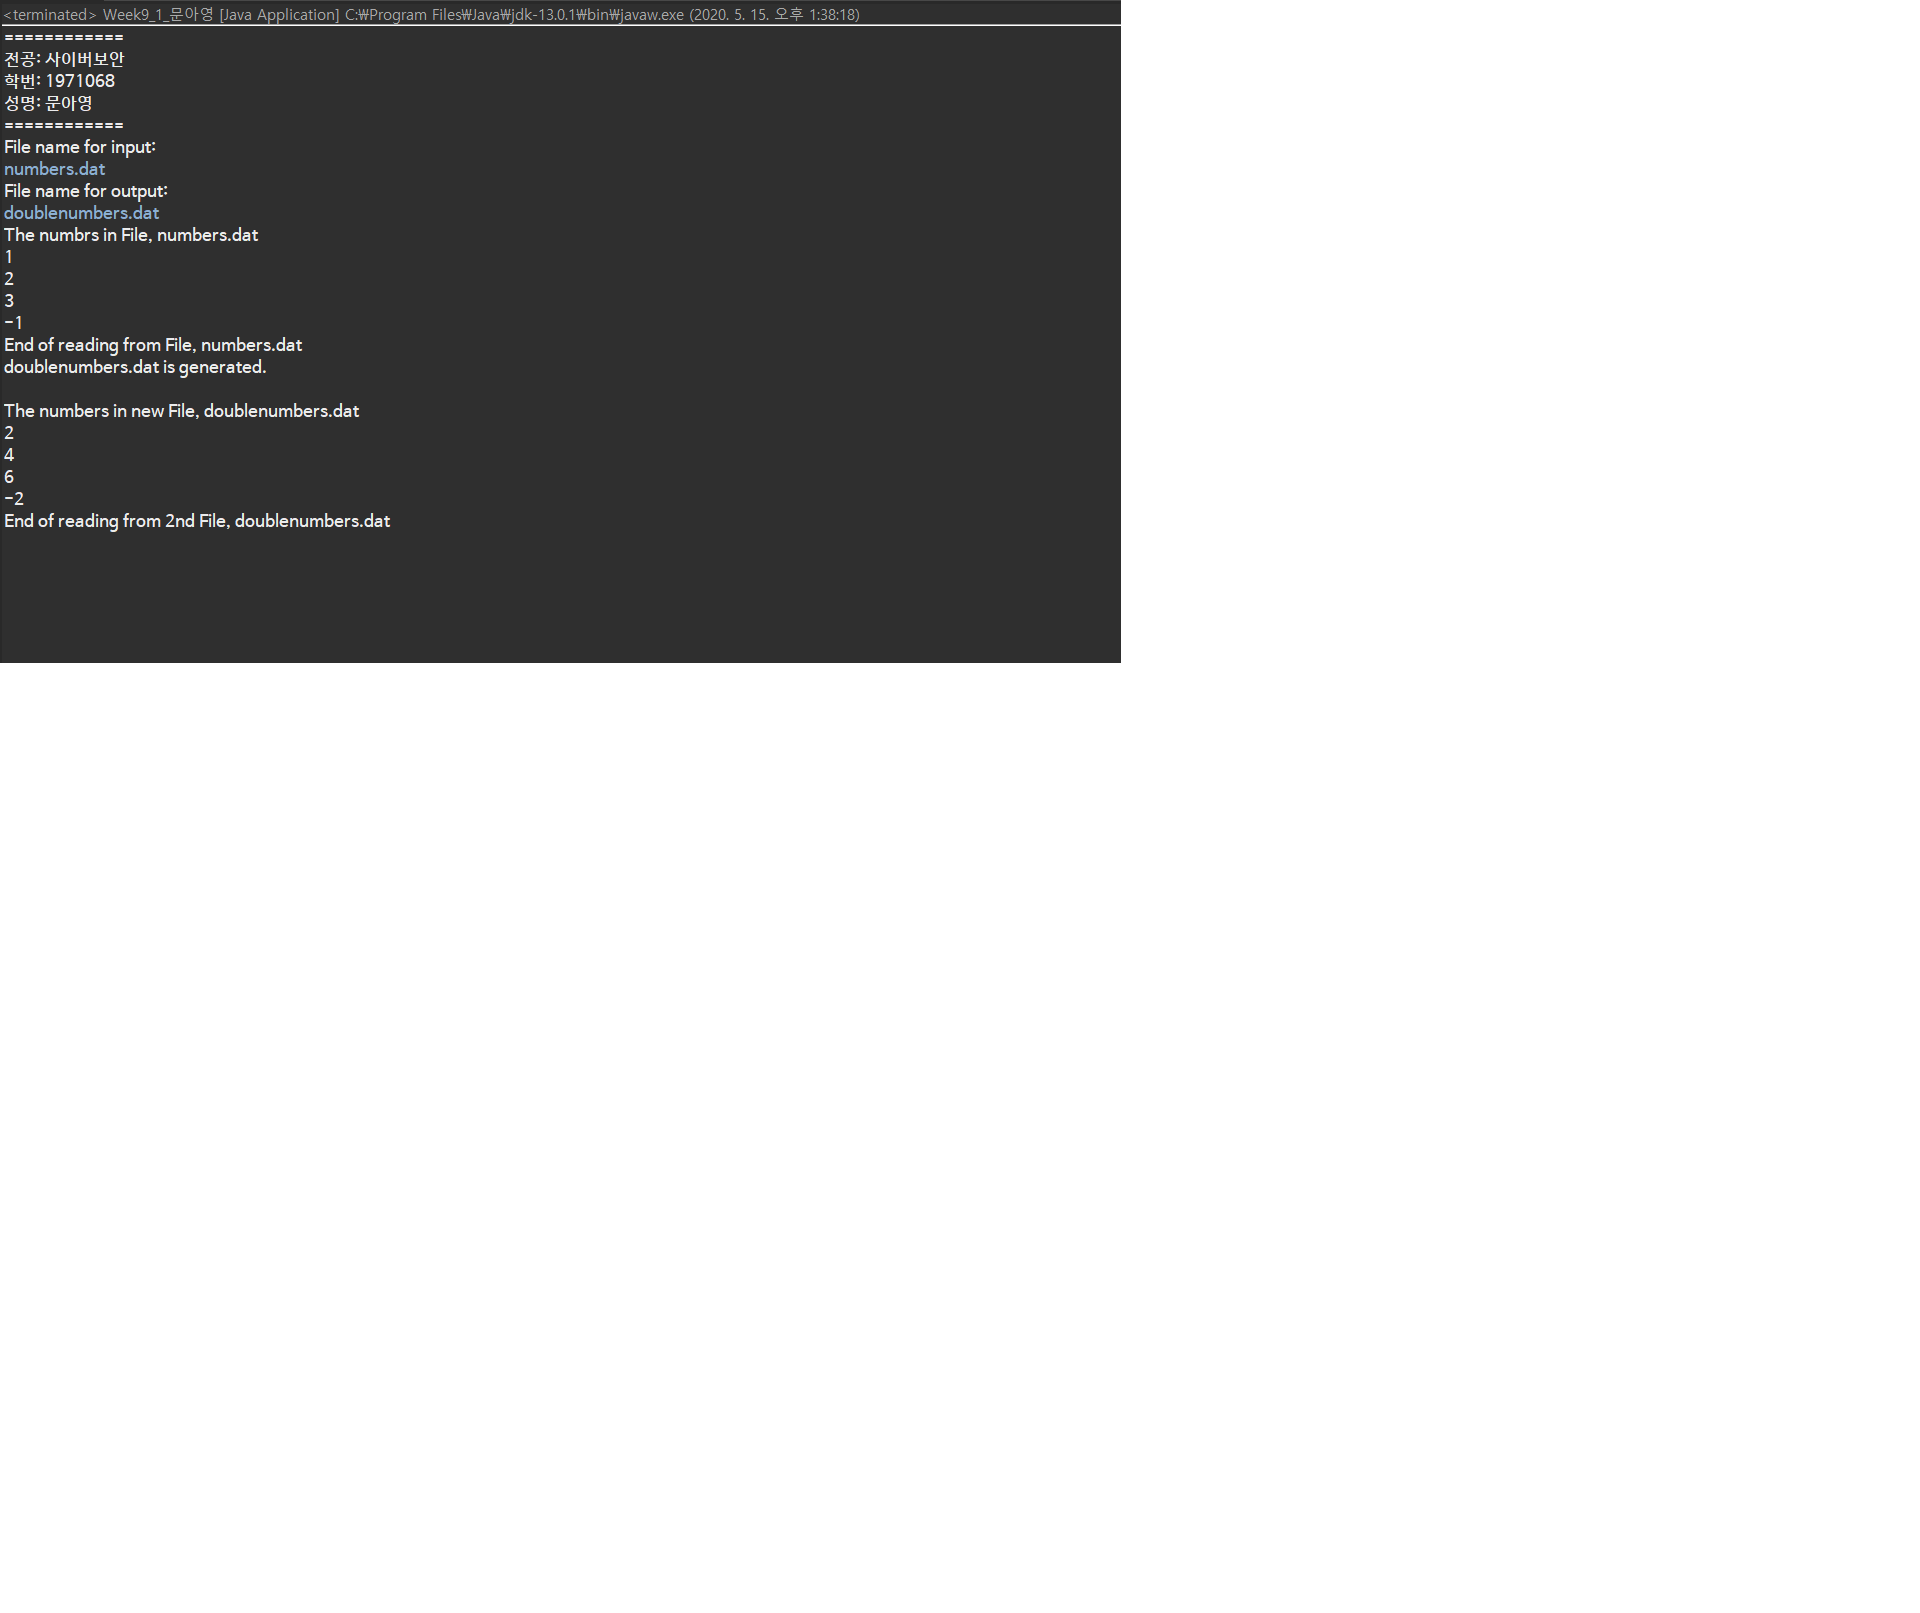 <terminated> Week9_1_문아영 [Java Application] C:₩Program Files₩Java₩jdk-13.0.1₩bin₩javaw.exe (2020. 5. 15. 오후 1:38:18)
============
전공: 사이버보안
학번: 1971068
성명: 문아영
============
File name for input:
numbers.dat
File name for output:
doublenumbers.dat
The numbrs in File, numbers.dat
1
2
3
-1
End of reading from File, numbers.dat
doublenumbers.dat is generated.
The numbers in new File, doublenumbers.dat
2
4
6
-2
End of reading from 2nd File, doublenumbers.dat